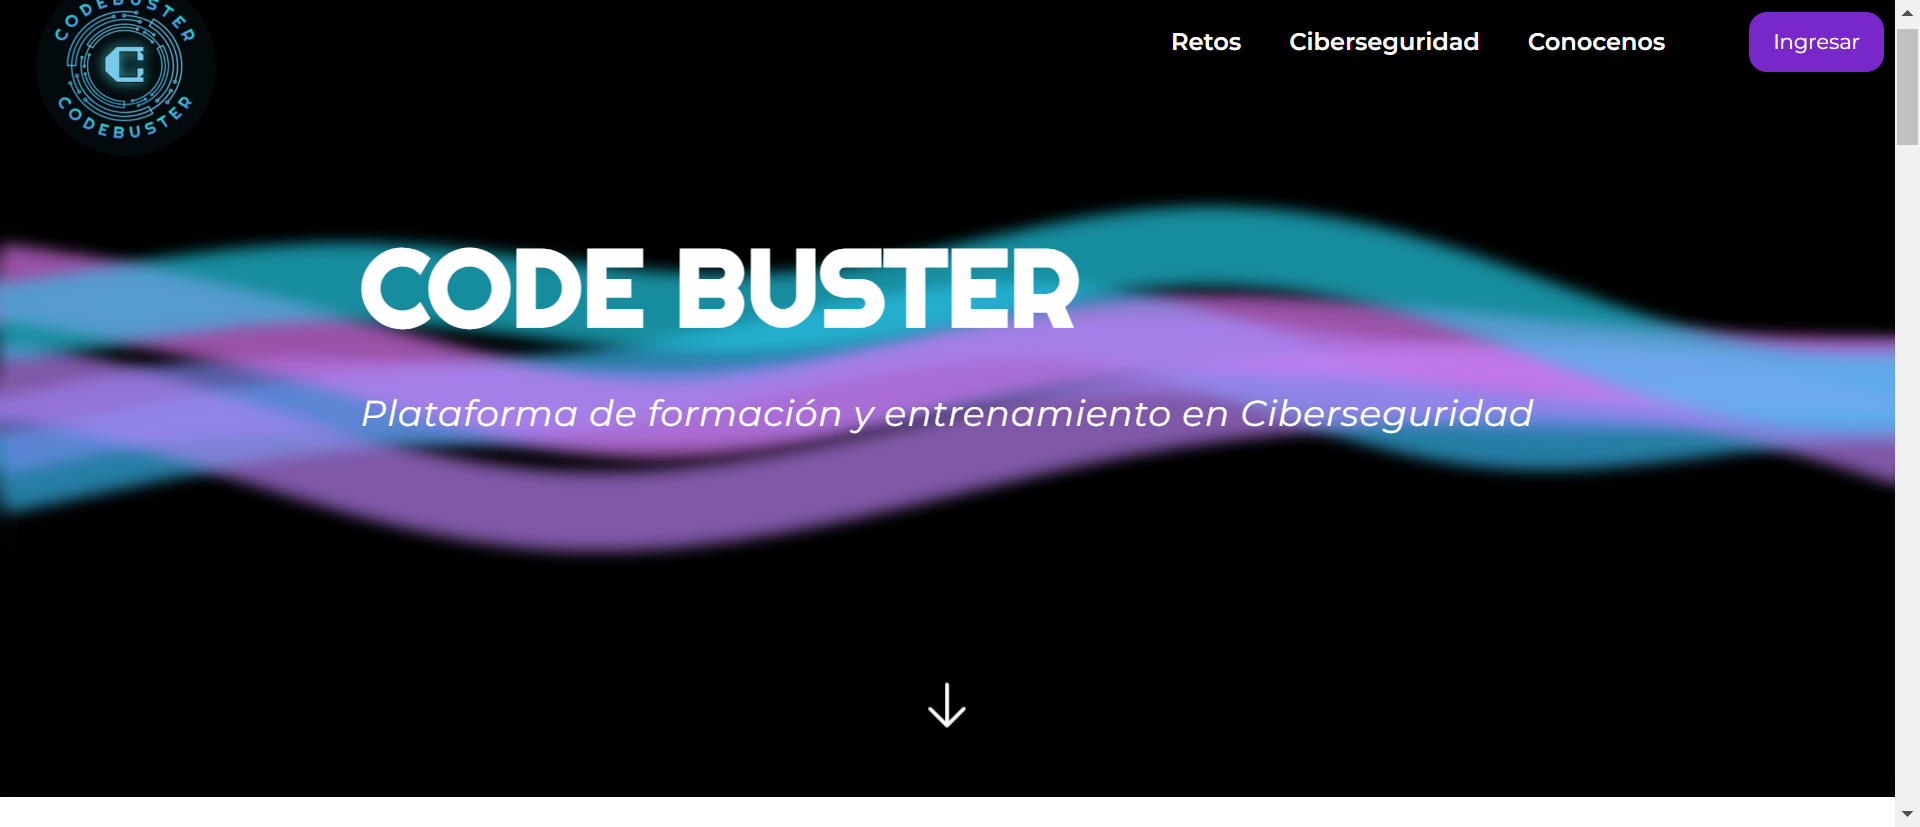 CODEBUSTER
C
CODEBUSTER
Retos
Ciberseguridad
Conocenos
Ingresar
CODE BUSTER
Plataforma de formación y entrenamiento en Ciberseguridad